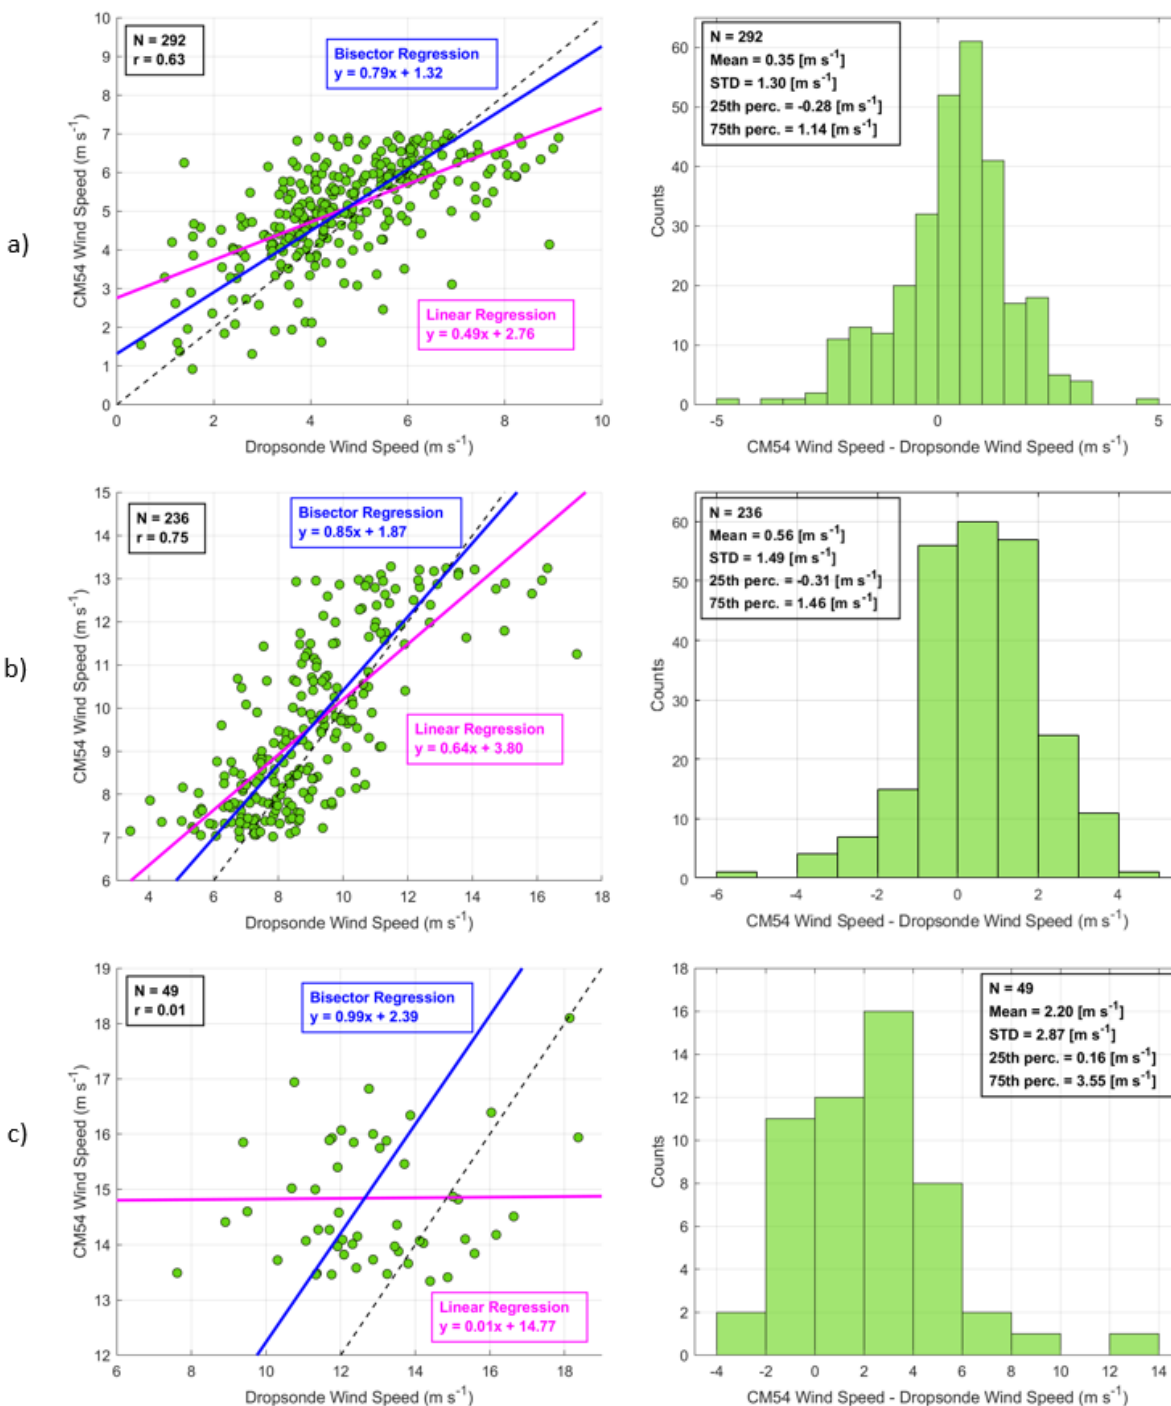 a)
N = 292
r = 0.63
Bisector Regression
y = 0.79x + 1.32
Linear Regression
y = 0.49x + 2.76
CM54 Wind Speed (m s⁻¹)
10
9
8
7
6
5
4
3
2
1
0
0 2 4 6 8 10
Dropsonde Wind Speed (m s⁻¹)
N = 292
Mean = 0.35 [m s⁻¹]
STD = 1.30 [m s⁻¹]
25th perc. = -0.28 [m s⁻¹]
75th perc. = 1.14 [m s⁻¹]
Counts
60
50
40
30
20
10
0
-5 0 5
CM54 Wind Speed - Dropsonde Wind Speed (m s⁻¹)
b)
N = 236
r = 0.75
Bisector Regression
y = 0.85x + 1.87
Linear Regression
y = 0.64x + 3.80
CM54 Wind Speed (m s⁻¹)
15
14
13
12
11
10
9
8
7
6
4 6 8 10 12 14 16 18
Dropsonde Wind Speed (m s⁻¹)
N = 236
Mean = 0.56 [m s⁻¹]
STD = 1.49 [m s⁻¹]
25th perc. = -0.31 [m s⁻¹]
75th perc. = 1.46 [m s⁻¹]
Counts
60
50
40
30
20
10
0
-6 -4 -2 0 2 4
CM54 Wind Speed - Dropsonde Wind Speed (m s⁻¹)
c)
N = 49
r = 0.01
Bisector Regression
y = 0.99x + 2.39
Linear Regression
y = 0.01x + 14.77
CM54 Wind Speed (m s⁻¹)
19
18
17
16
15
14
13
12
6 8 10 12 14 16 18
Dropsonde Wind Speed (m s⁻¹)
N = 49
Mean = 2.20 [m s⁻¹]
STD = 2.87 [m s⁻¹]
25th perc. = 0.16 [m s⁻¹]
75th perc. = 3.55 [m s⁻¹]
Counts
18
16
14
12
10
8
6
4
2
0
-4 -2 0 2 4 6 8 10 12 14
CM54 Wind Speed - Dropsonde Wind Speed (m s⁻¹)